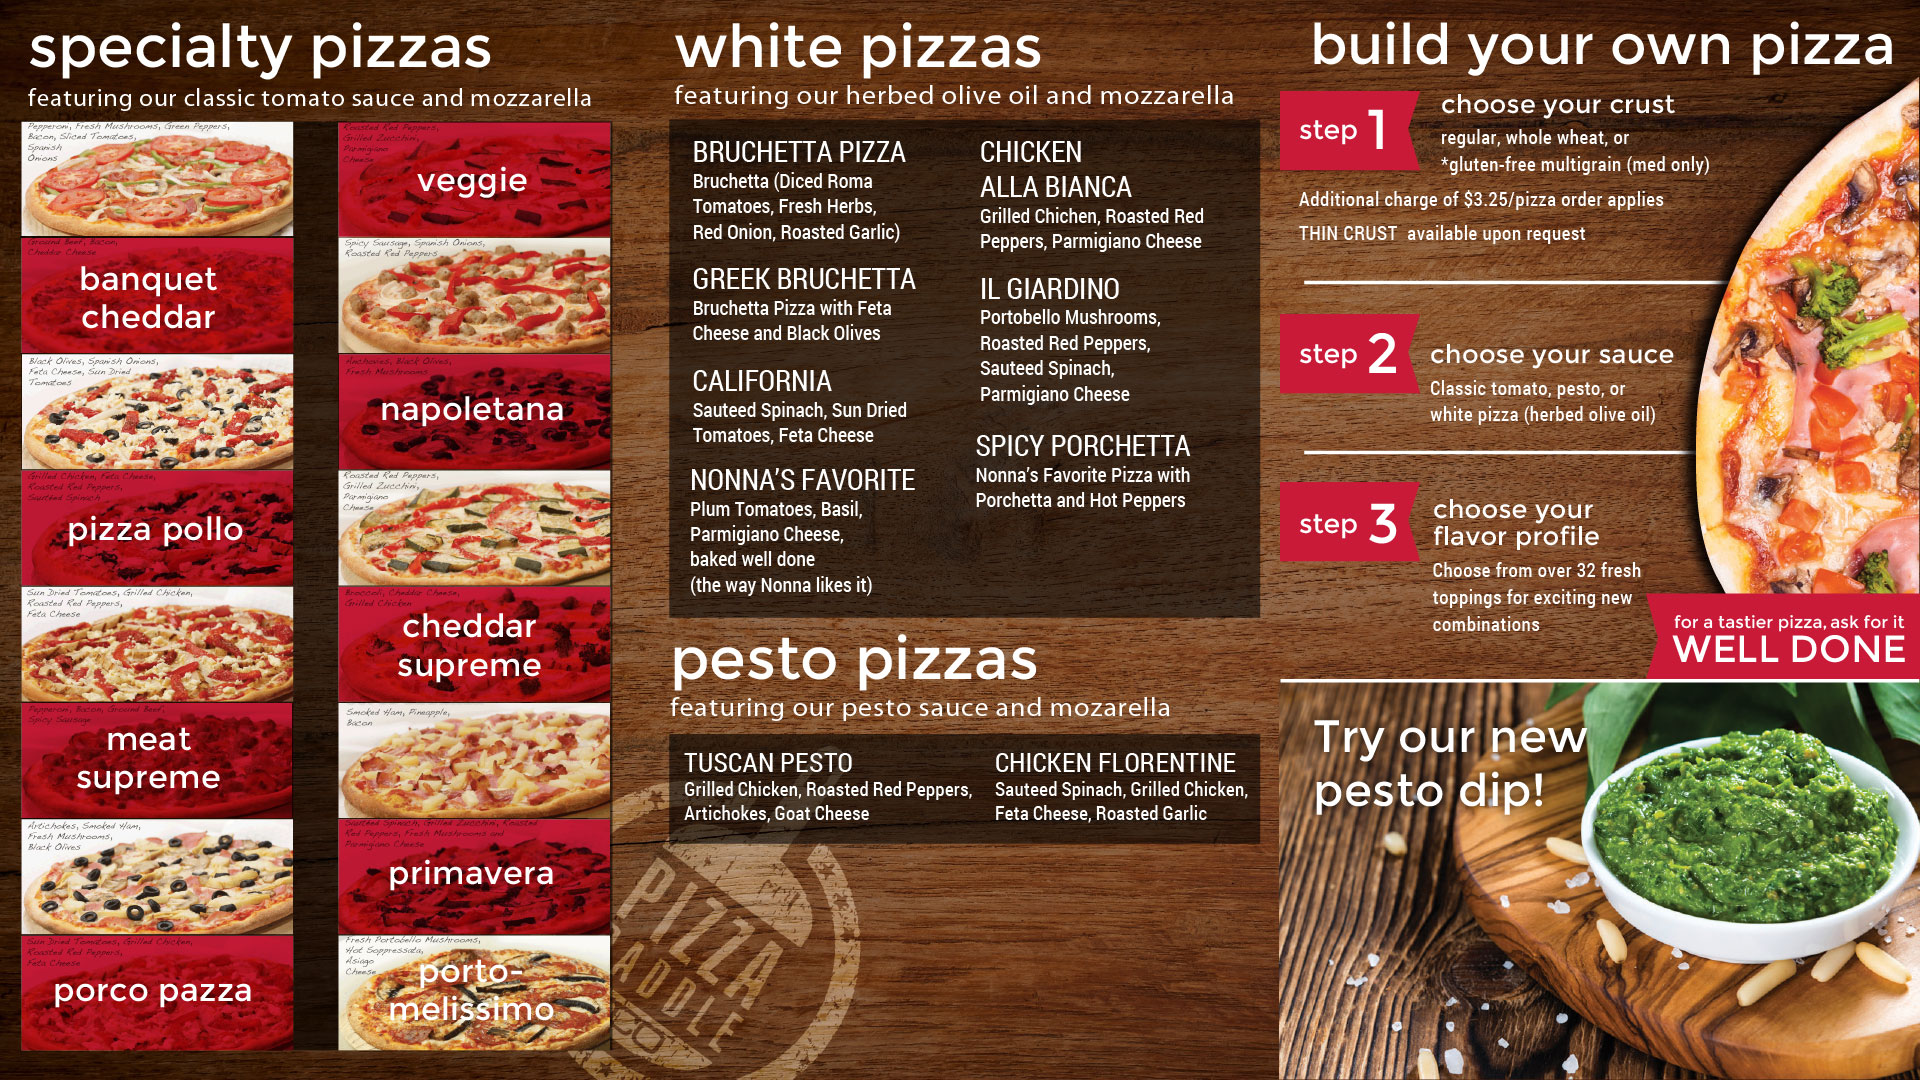 specialty pizzas
featuring our classic tomato sauce and mozzarella
Pepperoni, Fresh Mushrooms, Green Peppers,
Bacon, Sliced Tomatoes,
Spanish
Onions
Ground Beef, Bacon,
Cheddar Cheese
banquet
cheddar
Black Olives, Spanish Onions,
Feta Cheese, Sun Dried
Tomatoes
Grilled Chicken, Feta Cheese,
Roasted Red Peppers,
Sautéed Spinach
pizza pollo
Sun Dried Tomatoes, Grilled Chicken,
Roasted Red Peppers,
Feta Cheese
Pepperoni, Bacon, Ground Beef,
Spicy Sausage
meat
supreme
Artichokes, Smoked Ham,
Fresh Mushrooms,
Black Olives
Sun Dried Tomatoes, Grilled Chicken,
Roasted Red Peppers,
Feta Cheese
porco pazza
Roasted Red Peppers,
Grilled Zucchini,
Parmigiano
Cheese
veggie
Spicy Sausage, Spanish Onions,
Roasted Red Peppers
Anchovies, Black Olives,
Fresh Mushrooms
napoletana
Roasted Red Peppers,
Grilled Zucchini,
Parmigiano
Cheese
Broccoli, Cheddar Cheese,
Grilled Chicken
cheddar
supreme
Smoked Ham, Pineapple,
Bacon
Sautéed Spinach, Grilled Zucchini, Roasted
Red Peppers, Fresh Mushrooms and
Parmigiano Cheese
primavera
Fresh Portobello Mushrooms,
Hot Soppressata,
Asiago
Cheese
porto-
melissimo
white pizzas
featuring our herbed olive oil and mozzarella
BRUCHETTA PIZZA
Bruchetta (Diced Roma
Tomatoes, Fresh Herbs,
Red Onion, Roasted Garlic)
GREEK BRUCHETTA
Bruchetta Pizza with Feta
Cheese and Black Olives
CALIFORNIA
Sauteed Spinach, Sun Dried
Tomatoes, Feta Cheese
NONNA'S FAVORITE
Plum Tomatoes, Basil,
Parmigiano Cheese,
baked well done
(the way Nonna likes it)
CHICKEN
ALLA BIANCA
Grilled Chichen, Roasted Red
Peppers, Parmigiano Cheese
IL GIARDINO
Portobello Mushrooms,
Roasted Red Peppers,
Sauteed Spinach,
Parmigiano Cheese
SPICY PORCHETTA
Nonna's Favorite Pizza with
Porchetta and Hot Peppers
pesto pizzas
featuring our pesto sauce and mozarella
TUSCAN PESTO
Grilled Chicken, Roasted Red Peppers,
Artichokes, Goat Cheese
CHICKEN FLORENTINE
Sauteed Spinach, Grilled Chicken,
Feta Cheese, Roasted Garlic
PIZZA
build your own pizza
step 1
choose your crust
regular, whole wheat, or
*gluten-free multigrain (med only)
Additional charge of $3.25/pizza order applies
THIN CRUST available upon request
step 2
choose your sauce
Classic tomato, pesto, or
white pizza (herbed olive oil)
step 3
choose your
flavor profile
Choose from over 32 fresh
toppings for exciting new
combinations
for a tastier pizza, ask for it
WELL DONE
Try our new
pesto dip!